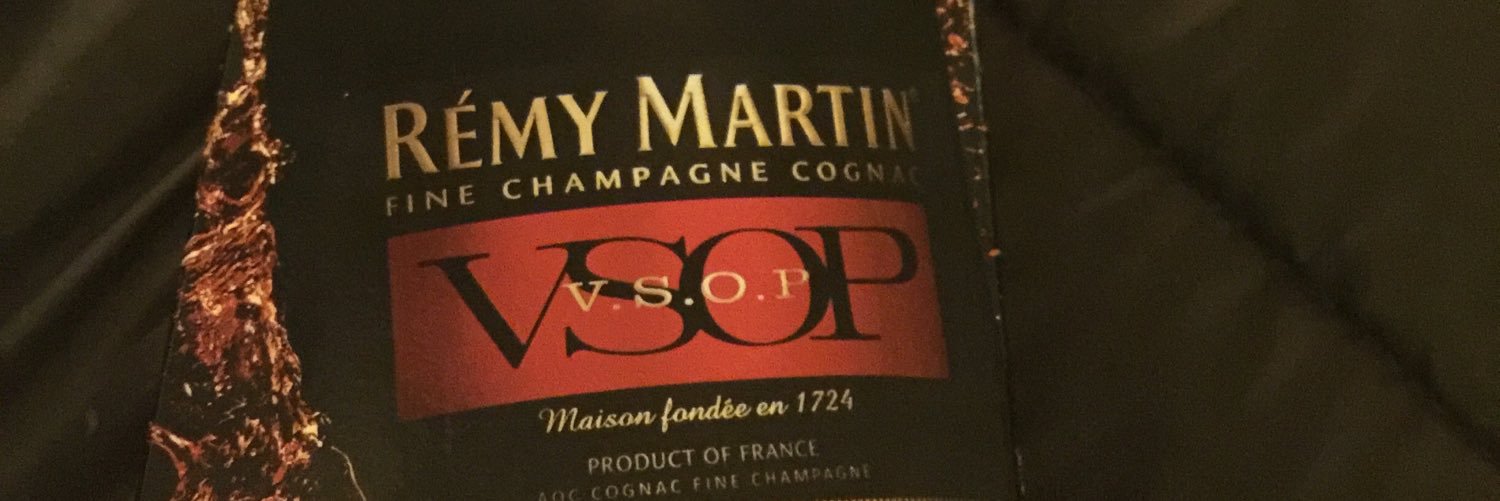 RÉMY MARTIN
FINE CHAMPAGNE COGNAC
VSOP
V.S.O.P
Maison fondée en 1724
PRODUCT OF FRANCE
AOC COGNAC FINE CHAMPAGNE